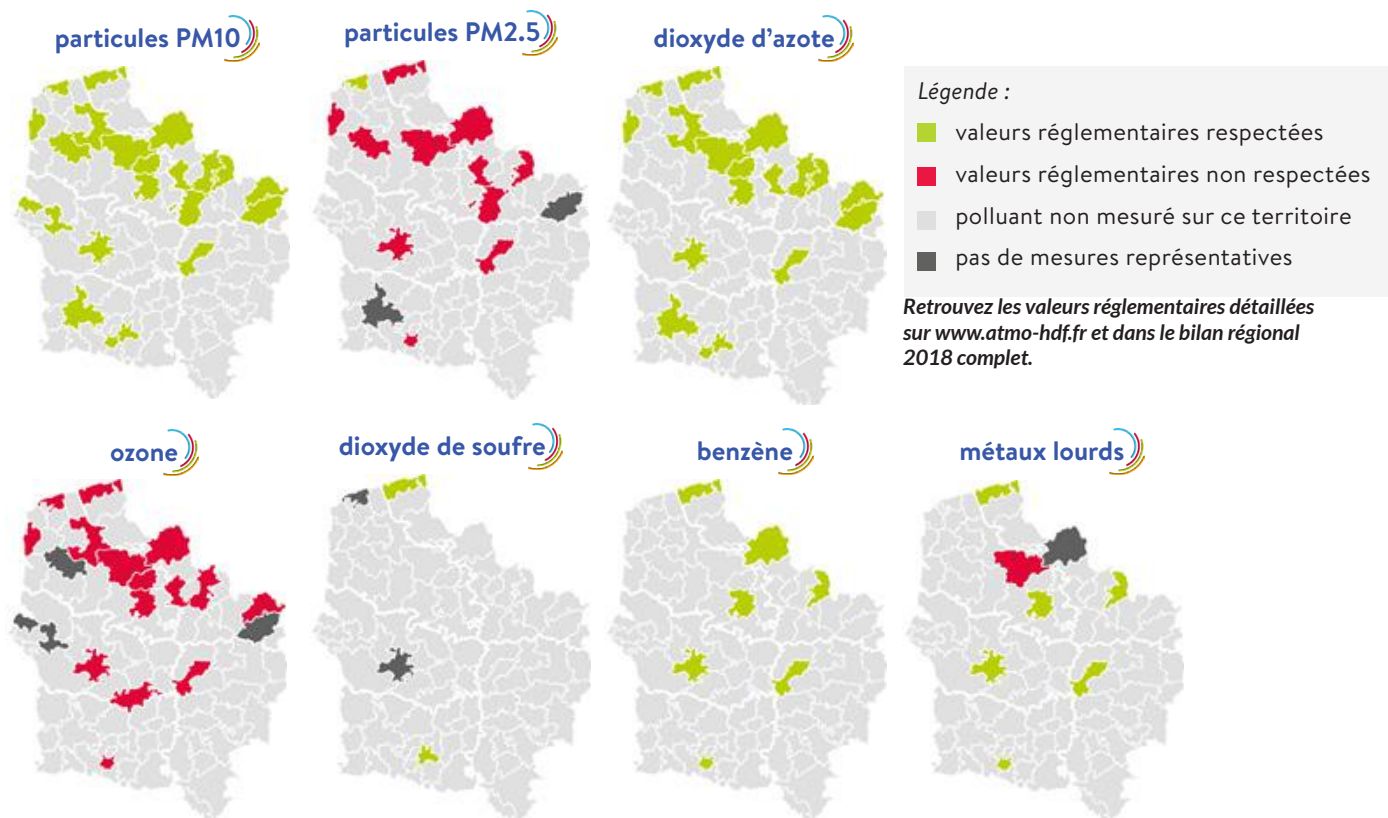 particules PM10
particules PM2.5
dioxyde d'azote
Légende :
valeurs réglementaires respectées
valeurs réglementaires non respectées
polluant non mesuré sur ce territoire
pas de mesures représentatives
Retrouvez les valeurs réglementaires détaillées
sur www.atmo-hdf.fr et dans le bilan régional
2018 complet.
ozone
dioxyde de soufre
benzène
métaux lourds